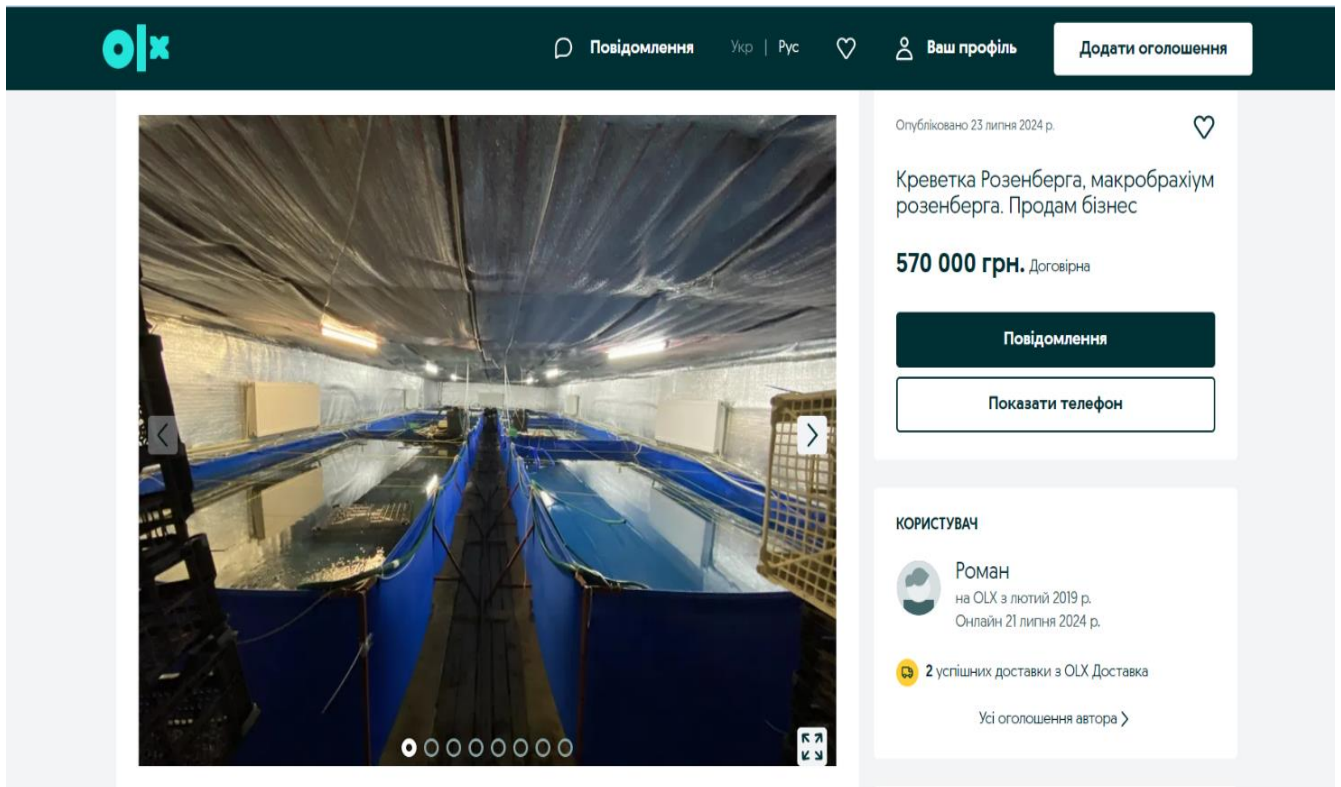 olx
Повідомлення
Укр | Рус
Ваш профіль
Додати оголошення
Опубліковано 23 липня 2024 р.
Креветка Розенберга, макробрахіум
розенберга. Продам бізнес
570 000 грн. Договірна
Повідомлення
Показати телефон
КОРИСТУВАЧ
Роман
на OLX з лютий 2019 р.
Онлайн 21 липня 2024 р.
2 успішних доставки з OLX Доставка
Усі оголошення автора